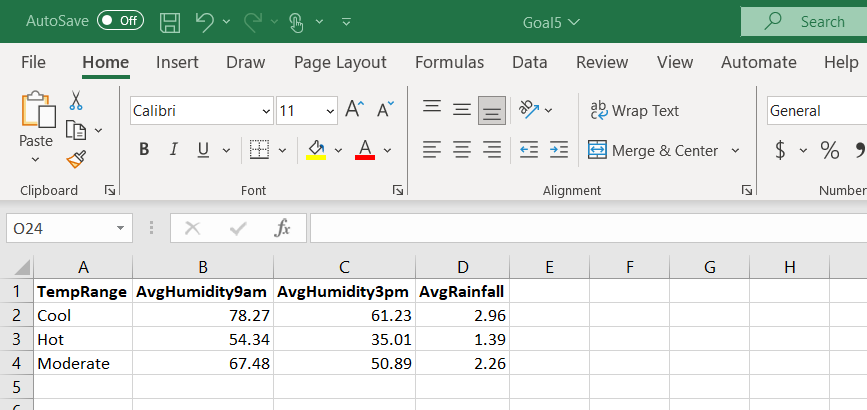 AutoSave Off Goal5 Search
File Home Insert Draw Page Layout Formulas Data Review View Automate Help
Calibri 11 Wrap Text General
Paste B I U A Merge & Center $ %
Clipboard Font Alignment Number
O24 fx
A B C D E F G H
1 TempRange AvgHumidity9am AvgHumidity3pm AvgRainfall
2 Cool 78.27 61.23 2.96
3 Hot 54.34 35.01 1.39
4 Moderate 67.48 50.89 2.26
5